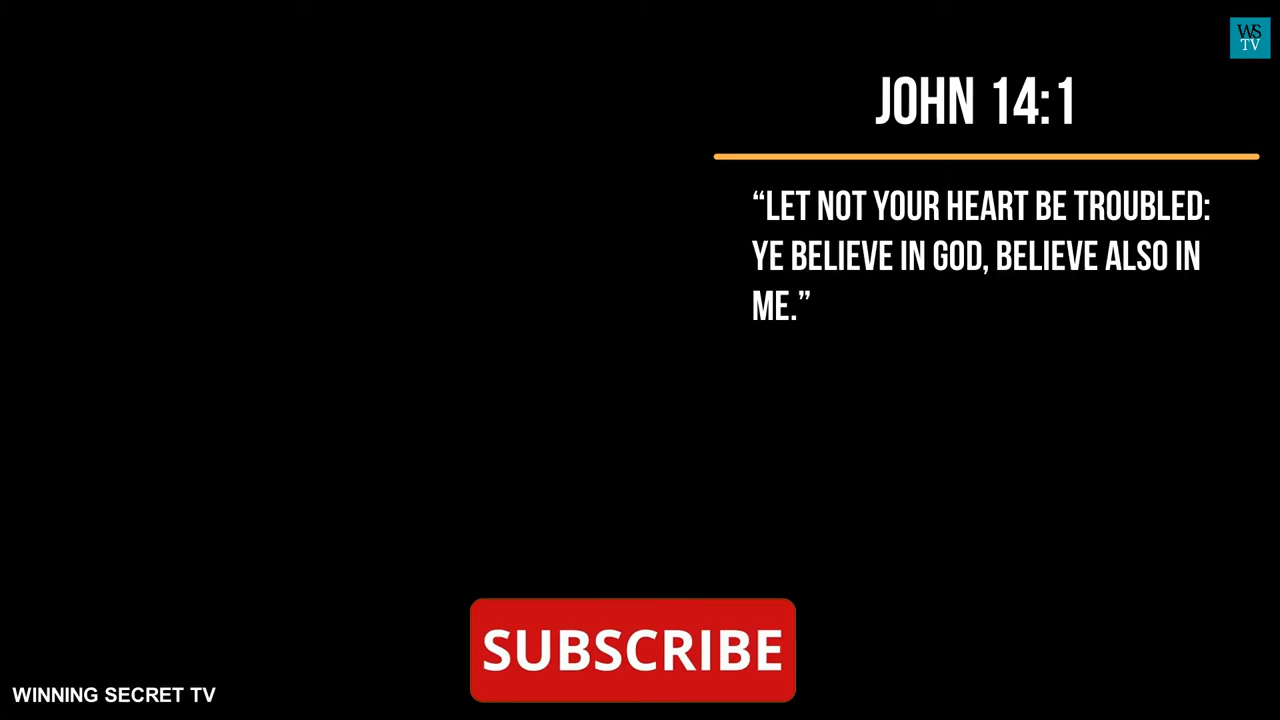 WS
TV
JOHN 14:1
“LET NOT YOUR HEART BE TROUBLED:
YE BELIEVE IN GOD, BELIEVE ALSO IN
ME.”
SUBSCRIBE
WINNING SECRET TV